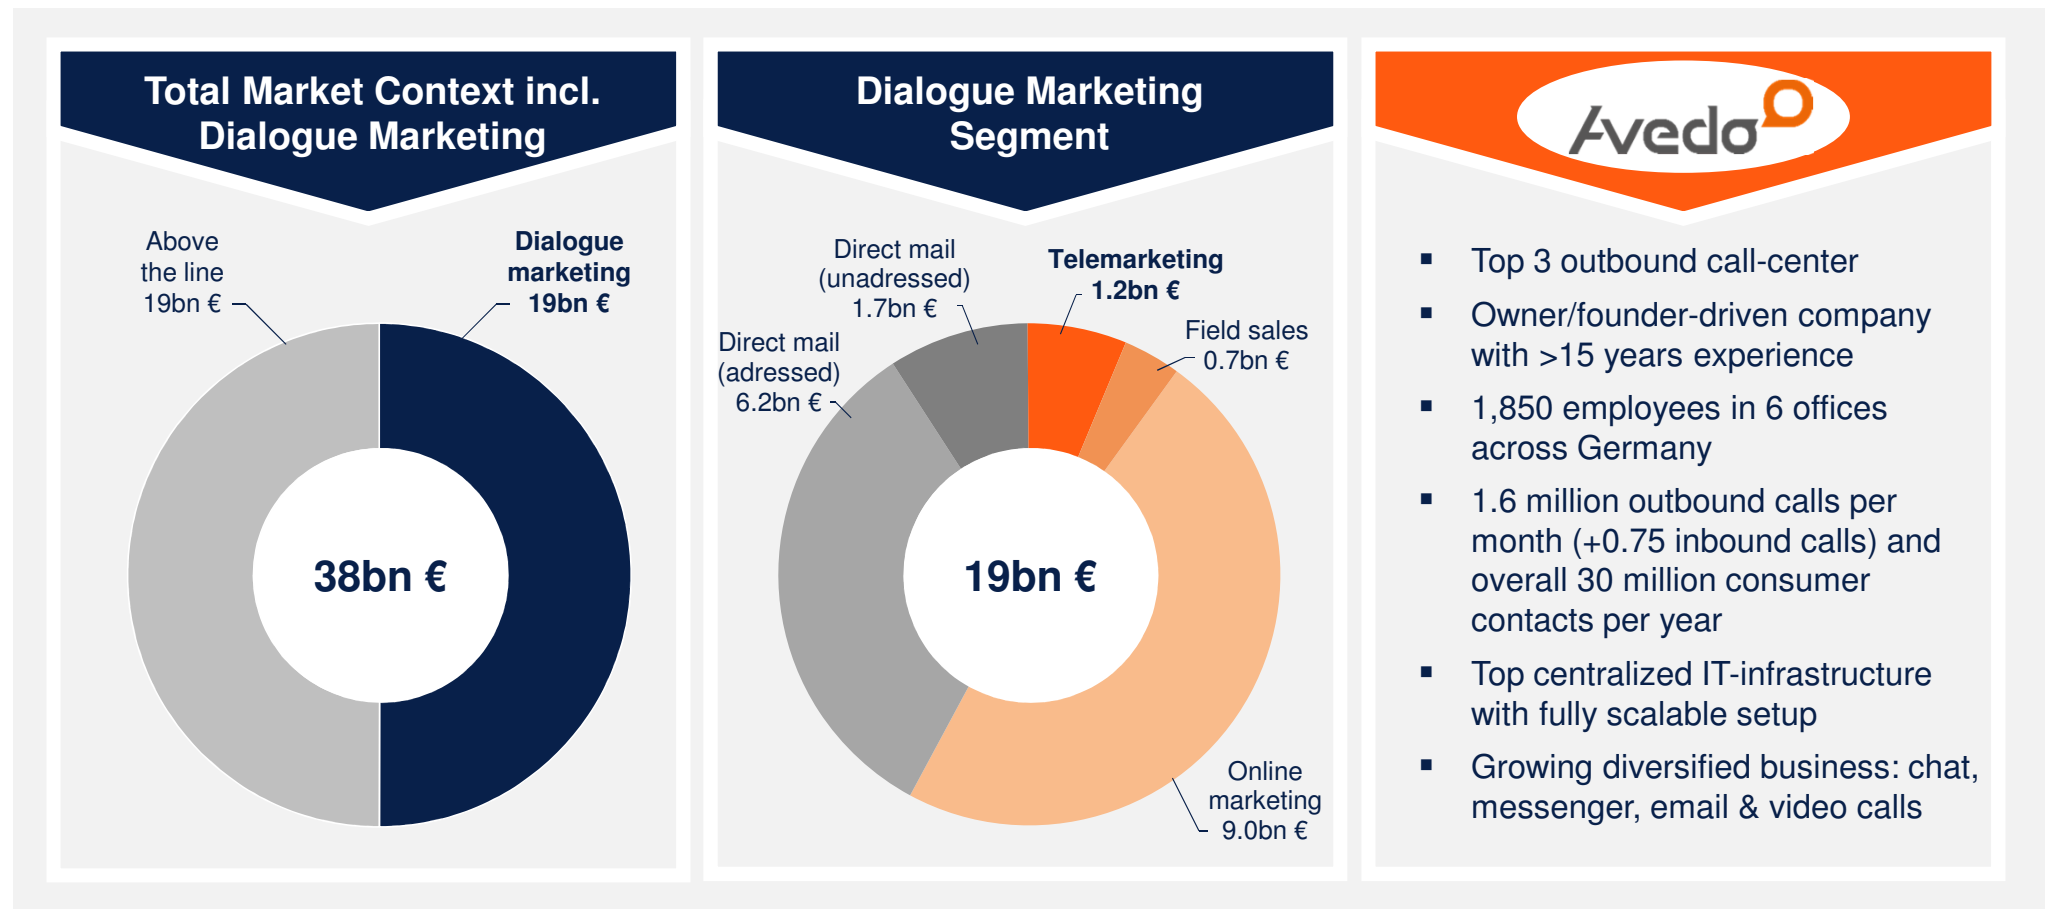 Total Market Context incl.
Dialogue Marketing
Above
the line
19bn €
Dialogue
marketing
19bn €
38bn €
Dialogue Marketing
Segment
Direct mail
(unadressed)
1.7bn €
Telemarketing
1.2bn €
Field sales
0.7bn €
Direct mail
(adressed)
6.2bn €
19bn €
Online
marketing
9.0bn €
Avedo
▪ Top 3 outbound call-center
▪ Owner/founder-driven company
with >15 years experience
▪ 1,850 employees in 6 offices
across Germany
▪ 1.6 million outbound calls per
month (+0.75 inbound calls) and
overall 30 million consumer
contacts per year
▪ Top centralized IT-infrastructure
with fully scalable setup
▪ Growing diversified business: chat,
messenger, email & video calls